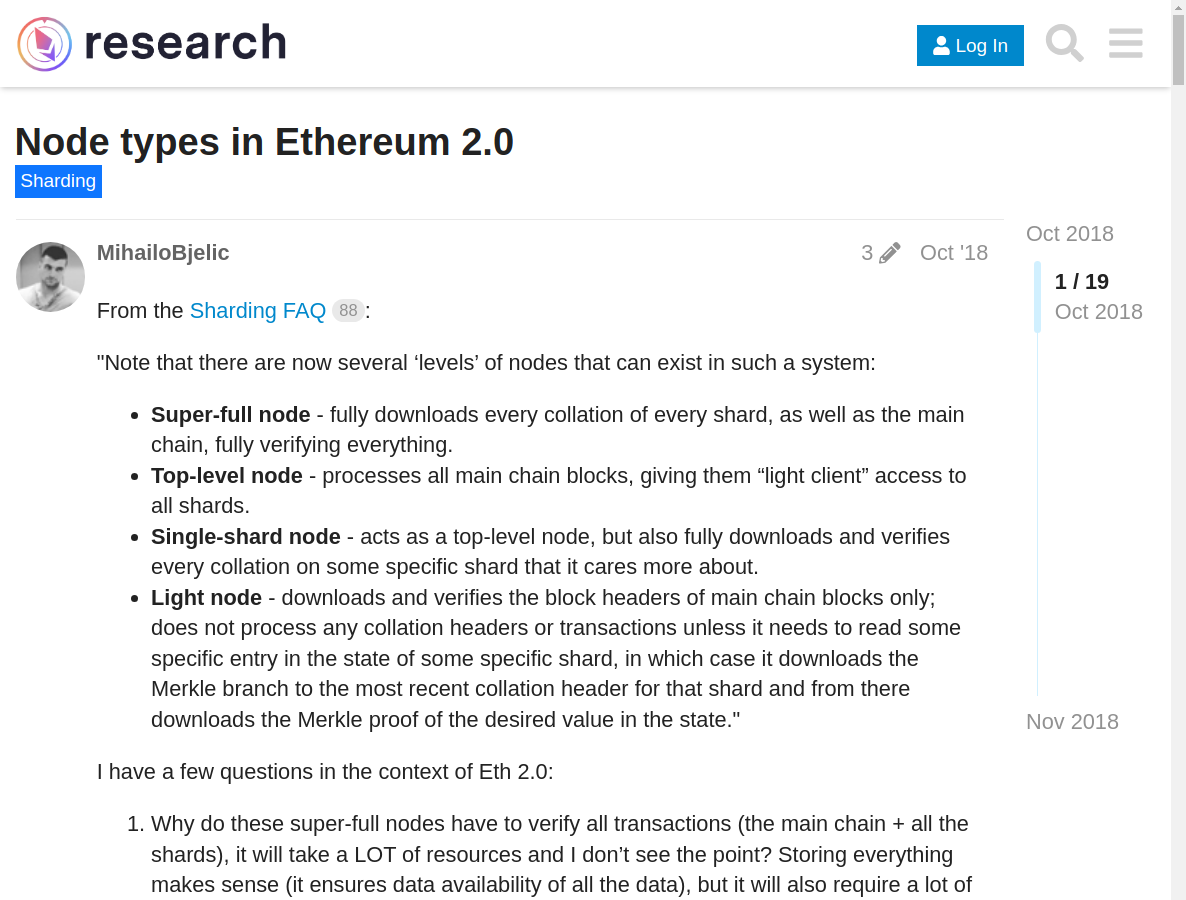 research
Log In
Node types in Ethereum 2.0
Sharding
MihailoBjelic
3
Oct '18
From the Sharding FAQ 88:
"Note that there are now several ‘levels’ of nodes that can exist in such a system:
• Super-full node - fully downloads every collation of every shard, as well as the main
chain, fully verifying everything.
• Top-level node - processes all main chain blocks, giving them “light client” access to
all shards.
• Single-shard node - acts as a top-level node, but also fully downloads and verifies
every collation on some specific shard that it cares more about.
• Light node - downloads and verifies the block headers of main chain blocks only;
does not process any collation headers or transactions unless it needs to read some
specific entry in the state of some specific shard, in which case it downloads the
Merkle branch to the most recent collation header for that shard and from there
downloads the Merkle proof of the desired value in the state."
I have a few questions in the context of Eth 2.0:
1. Why do these super-full nodes have to verify all transactions (the main chain + all the
shards), it will take a LOT of resources and I don’t see the point? Storing everything
makes sense (it ensures data availability of all the data), but it will also require a lot of
Oct 2018
1 / 19
Oct 2018
Nov 2018